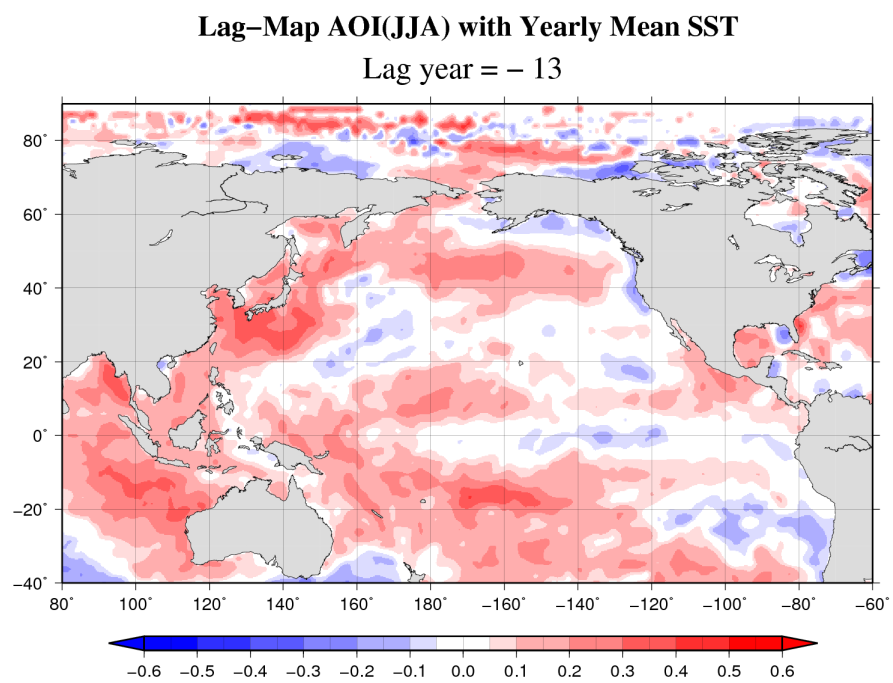 Lag–Map AOI(JJA) with Yearly Mean SST
Lag year = – 13
80˚
60˚
40˚
20˚
0˚
−20˚
−40˚
80 100 120 140 160 180 −160˚ −140˚ −120˚ −100˚ −80˚ −60˚
−0.6 −0.5 −0.4 −0.3 −0.2 −0.1 0.0 0.1 0.2 0.3 0.4 0.5 0.6